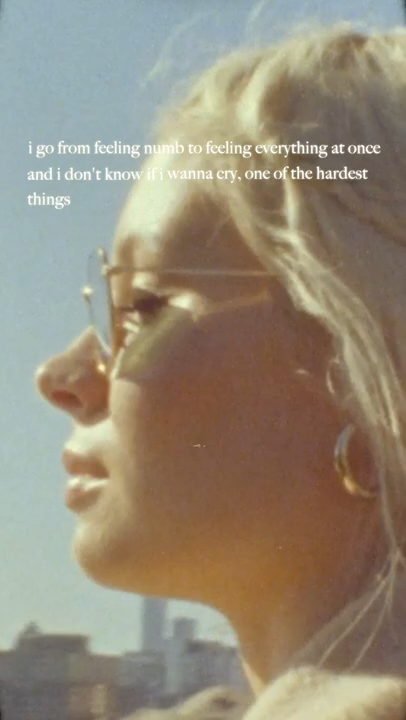 i go from feeling numb to feeling everything at once
and i don't know if i wanna cry, one of the hardest
things